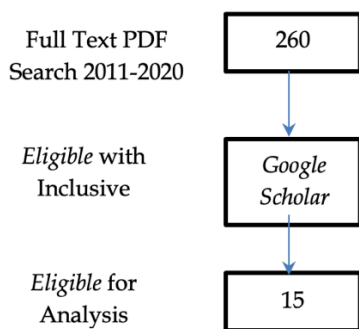 Full Text PDF
Search 2011-2020
260
Eligible with
Inclusive
Google
Scholar
Eligible for
Analysis
15